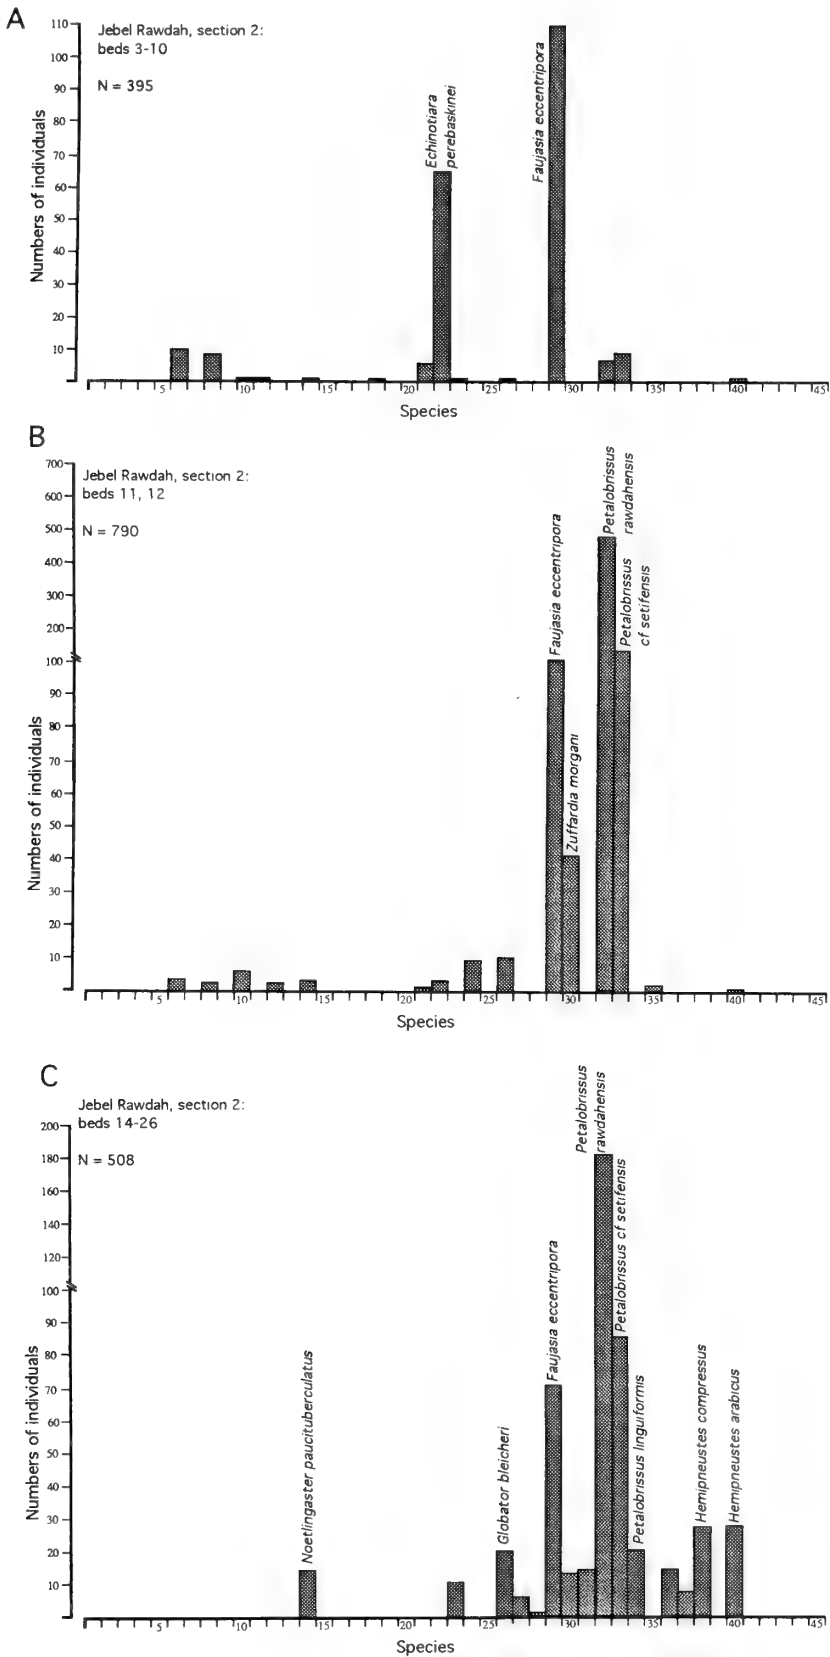 A
Jebel Rawdah, section 2:
beds 3-10
N = 395
Numbers of individuals
110
100
90
80
70
60
50
40
30
20
10
Echinotiara
perebaskinei
Faujasia eccentripora
5
10
15
20
25
30
35
40
45
Species
B
Jebel Rawdah, section 2:
beds 11, 12
N = 790
Numbers of individuals
700
600
500
400
300
200
100
90
80
70
60
50
40
30
20
10
Faujasia eccentripora
Zuffardia morgani
Petalobrissus
rawdahensis
Petalobrissus
cf setifensis
5
10
15
20
25
30
35
40
45
Species
C
Jebel Rawdah, section 2:
beds 14-26
N = 508
Numbers of individuals
200
180
160
140
120
100
90
80
70
60
50
40
30
20
10
Noetlingaster paucituberculatus
Globator bleicheri
Faujasia eccentripora
Petalobrissus
rawdahensis
Petalobrissus cf setifensis
Petalobrissus linguiformis
Hemipneustes compressus
Hemipneustes arabicus
5
10
15
20
25
30
35
40
45
Species